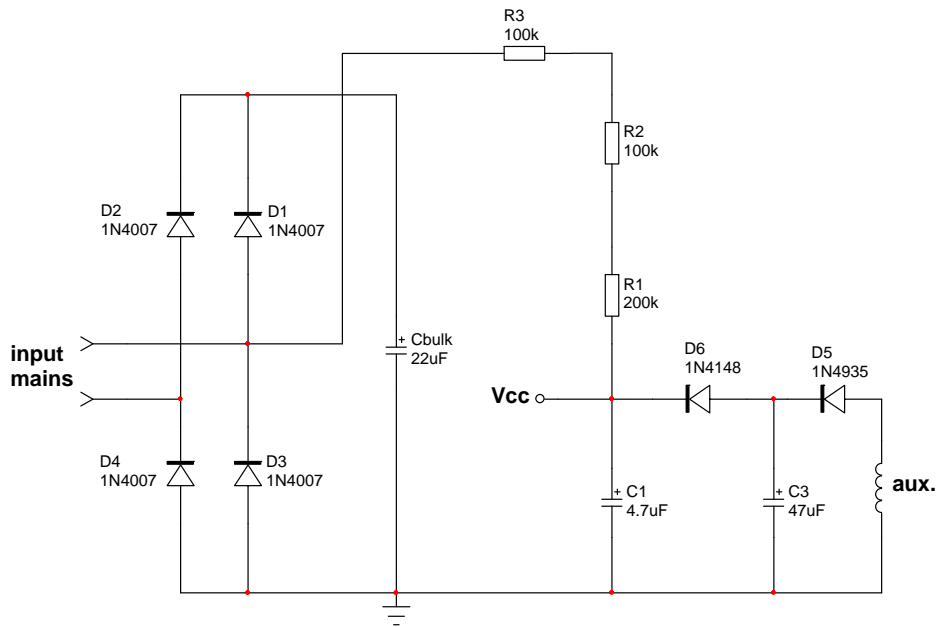 R3
100k
R2
100k
D2
1N4007
D1
1N4007
R1
200k
input
mains
Cbulk
22uF
+
D6
1N4148
D5
1N4935
Vcc
D4
1N4007
D3
1N4007
+
C1
4.7uF
+
C3
47uF
aux.